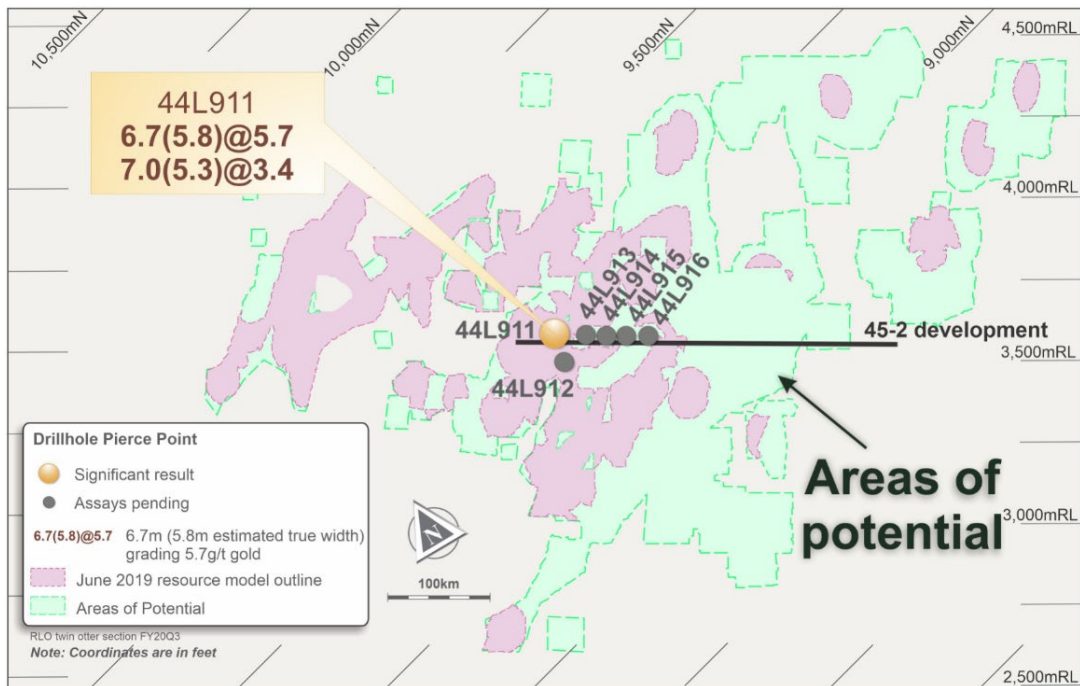 10,500mN
10,000mN
9,500mN
9,000mN
4,500mRL
44L911
6.7(5.8)@5.7
7.0(5.3)@3.4
4,000mRL
44L913
44L914
44L915
44L916
44L911
45-2 development
3,500mRL
44L912
Areas of
potential
Drillhole Pierce Point
Significant result
Assays pending
6.7(5.8)@5.7 6.7m (5.8m estimated true width)
grading 5.7g/t gold
June 2019 resource model outline
Areas of Potential
N
100km
3,000mRL
RLO twin otter section FY20Q3
Note: Coordinates are in feet
2,500mRL